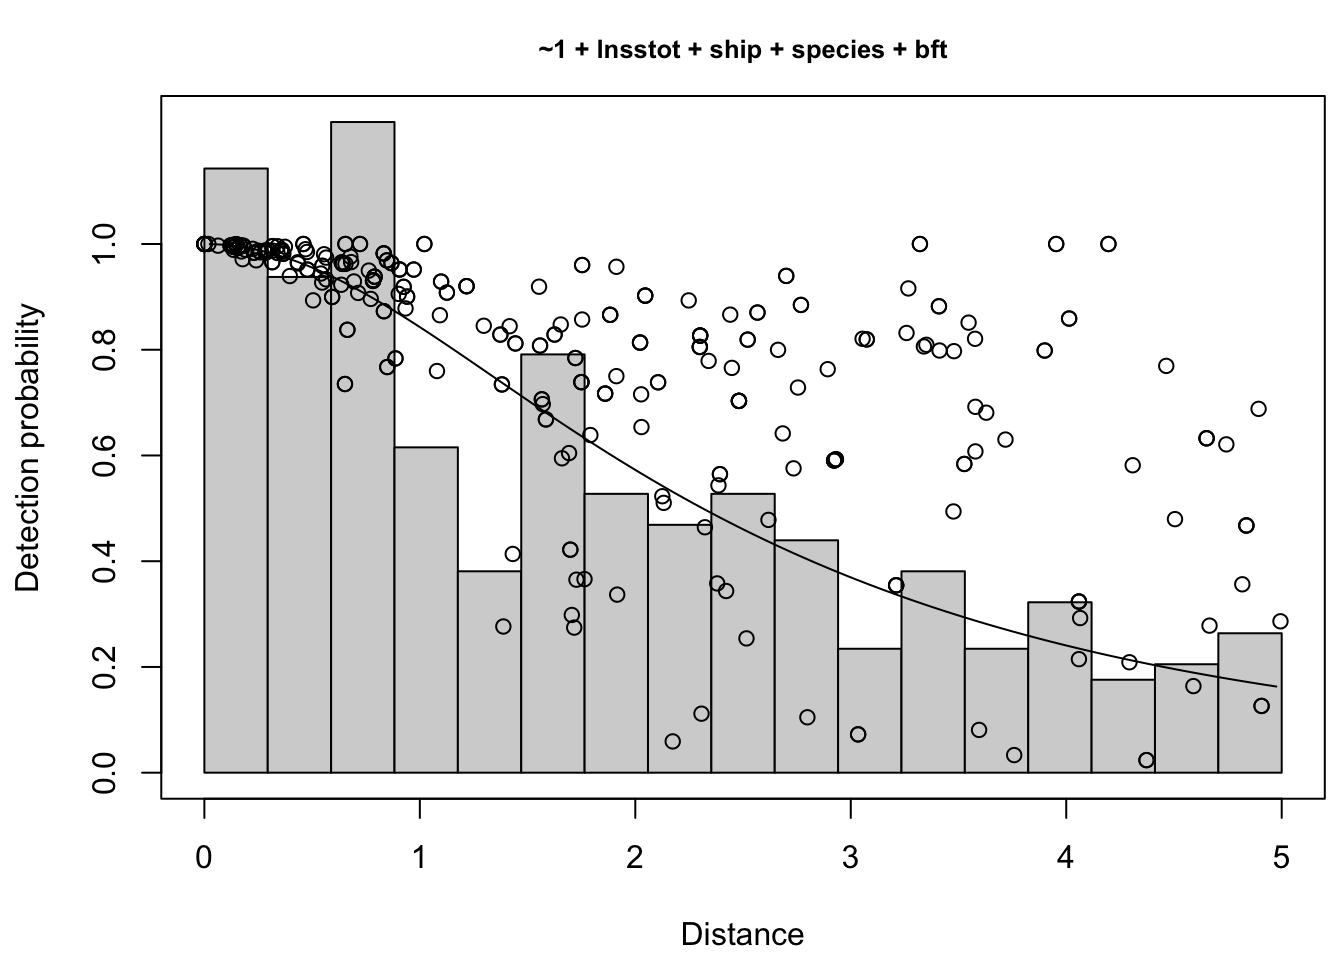 ~1 + lnsstot + ship + species + bft
Detection probability
1.0
0.8
0.6
0.4
0.2
0.0
0 1 2 3 4 5
Distance